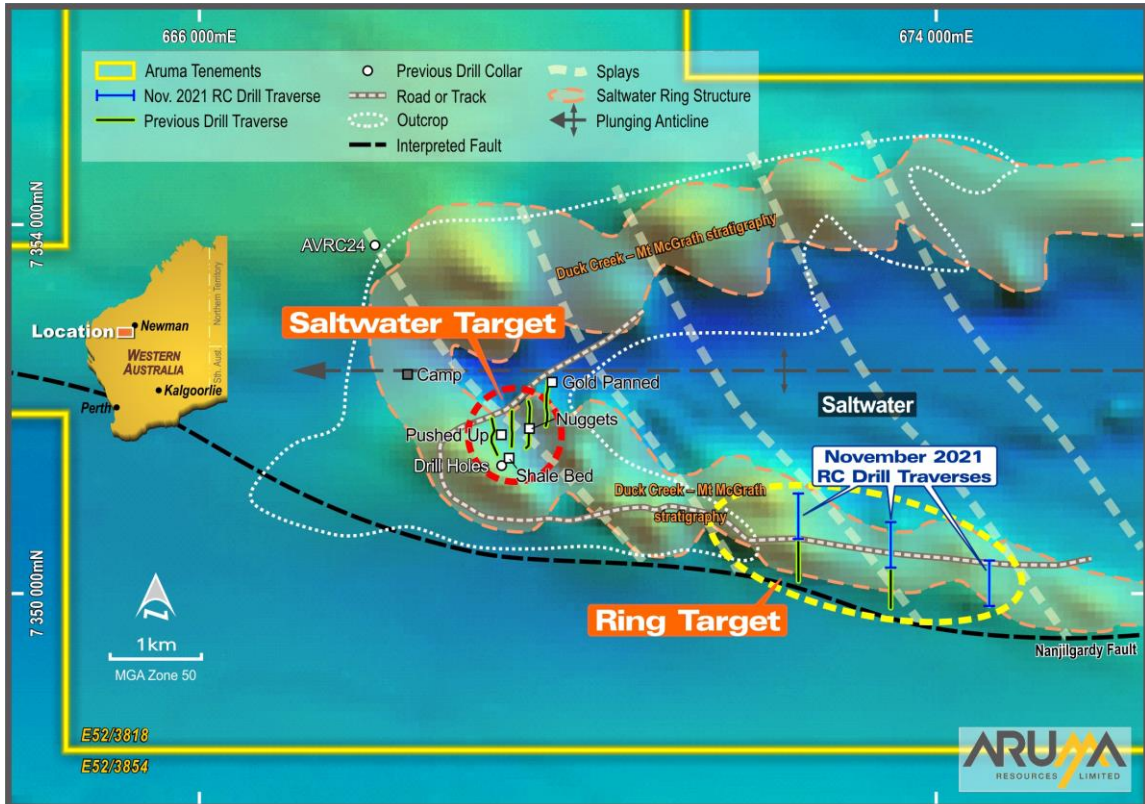 666 000mE
674 000mE
Aruma Tenements
Nov. 2021 RC Drill Traverse
Previous Drill Traverse
Previous Drill Collar
Road or Track
Outcrop
Interpreted Fault
Splays
Saltwater Ring Structure
Plunging Anticline
7 354 000mN
AVRC24
Duck Creek – Mt McGrath stratigraphy
Northern Territory
Sth. Aust.
Location
Newman
WESTERN
AUSTRALIA
Kalgoorlie
Perth
Saltwater Target
Camp
Gold Panned
Nuggets
Pushed Up
Drill Holes
Shale Bed
Saltwater
November 2021
RC Drill Traverses
Duck Creek – Mt McGrath
stratigraphy
7 350 000mN
Ring Target
N
1km
MGA Zone 50
Nanjilgardy Fault
E52/3818
E52/3854
ARUMA
RESOURCES LIMITED